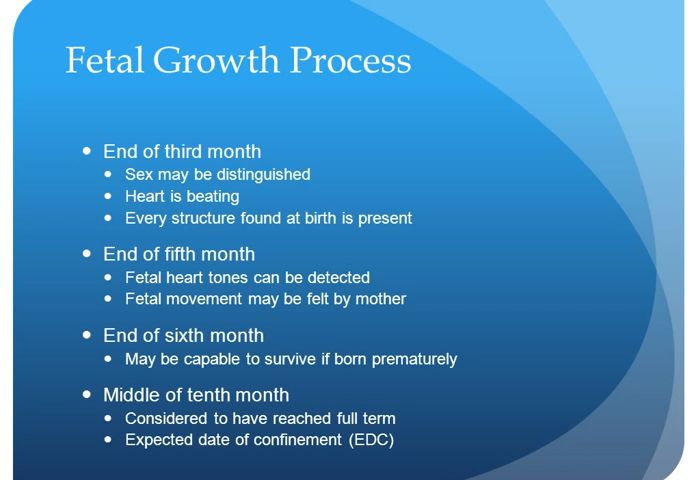 Fetal Growth Process
• End of third month
• Sex may be distinguished
• Heart is beating
• Every structure found at birth is present
• End of fifth month
• Fetal heart tones can be detected
• Fetal movement may be felt by mother
• End of sixth month
• May be capable to survive if born prematurely
• Middle of tenth month
• Considered to have reached full term
• Expected date of confinement (EDC)